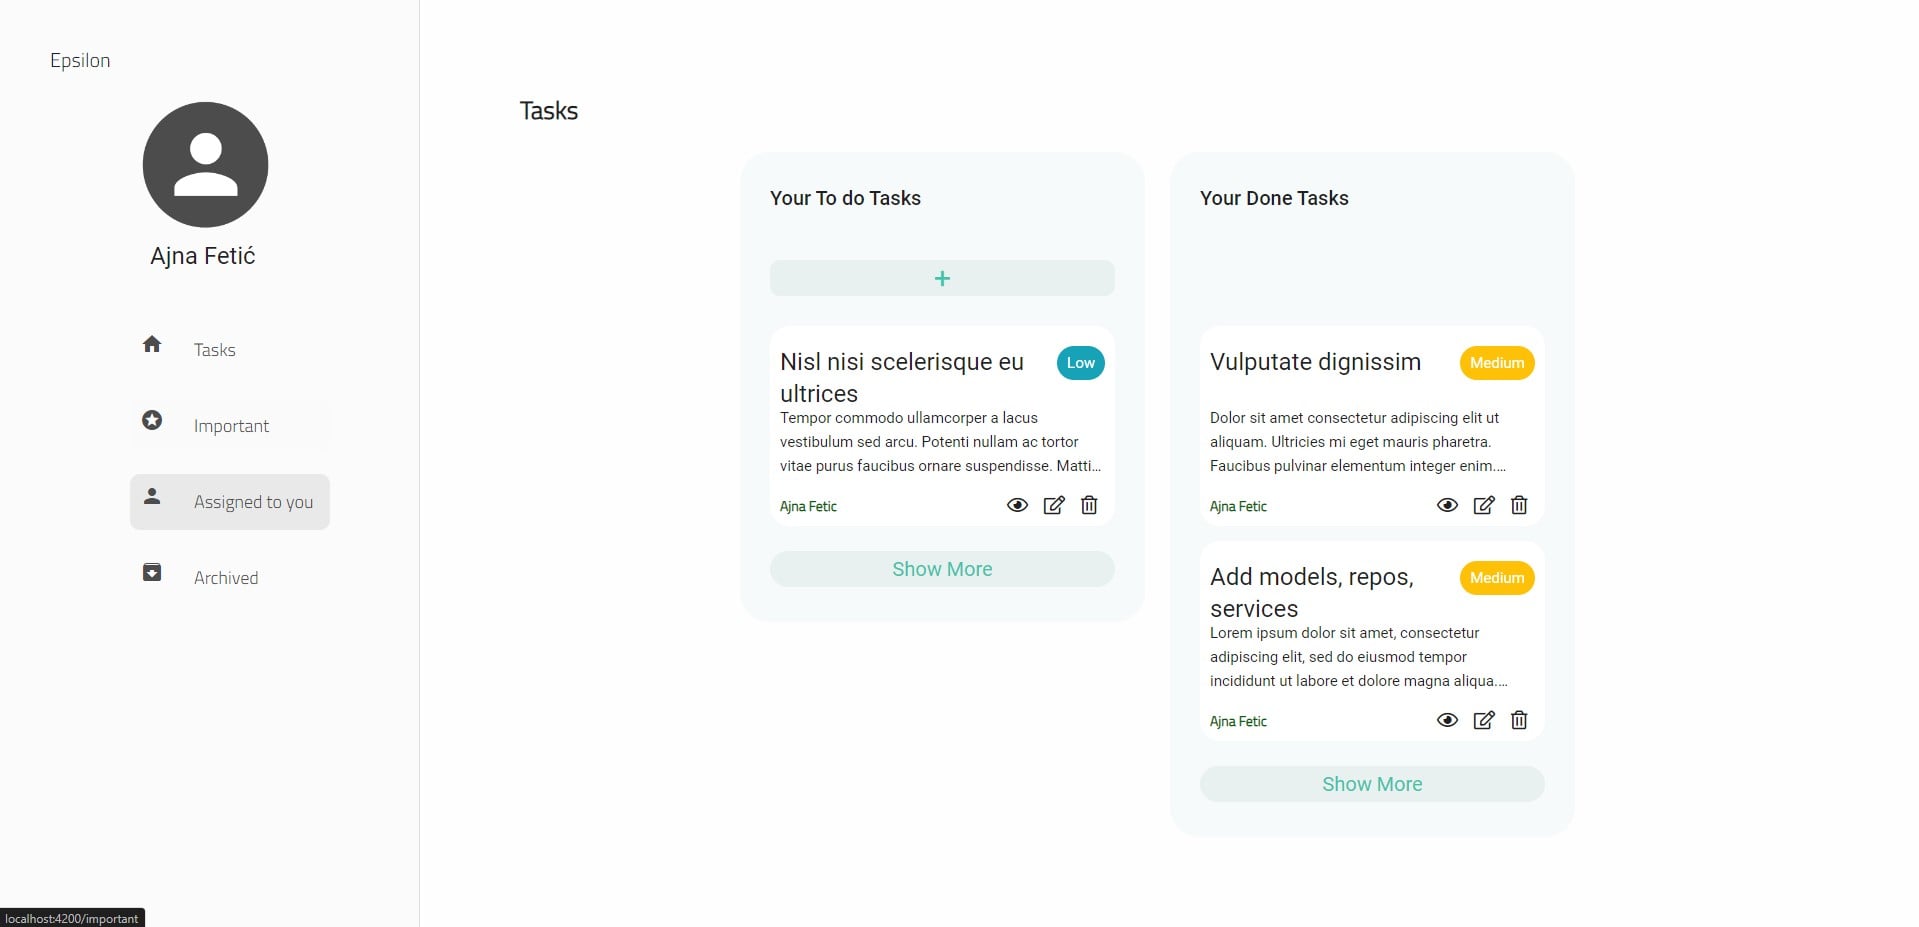 Epsilon
Ajna Fetić
Tasks
Important
Assigned to you
Archived
Tasks
Your To do Tasks
+
Nisl nisi scelerisque eu
ultrices
Low
Tempor commodo ullamcorper a lacus
vestibulum sed arcu. Potenti nullam ac tortor
vitae purus faucibus ornare suspendisse. Matti...
Ajna Fetic
Show More
Your Done Tasks
Vulputate dignissim
Medium
Dolor sit amet consectetur adipiscing elit ut
aliquam. Ultricies mi eget mauris pharetra.
Faucibus pulvinar elementum integer enim....
Ajna Fetic
Add models, repos,
services
Medium
Lorem ipsum dolor sit amet, consectetur
adipiscing elit, sed do eiusmod tempor
incididunt ut labore et dolore magna aliqua....
Ajna Fetic
Show More
localhost:4200/important